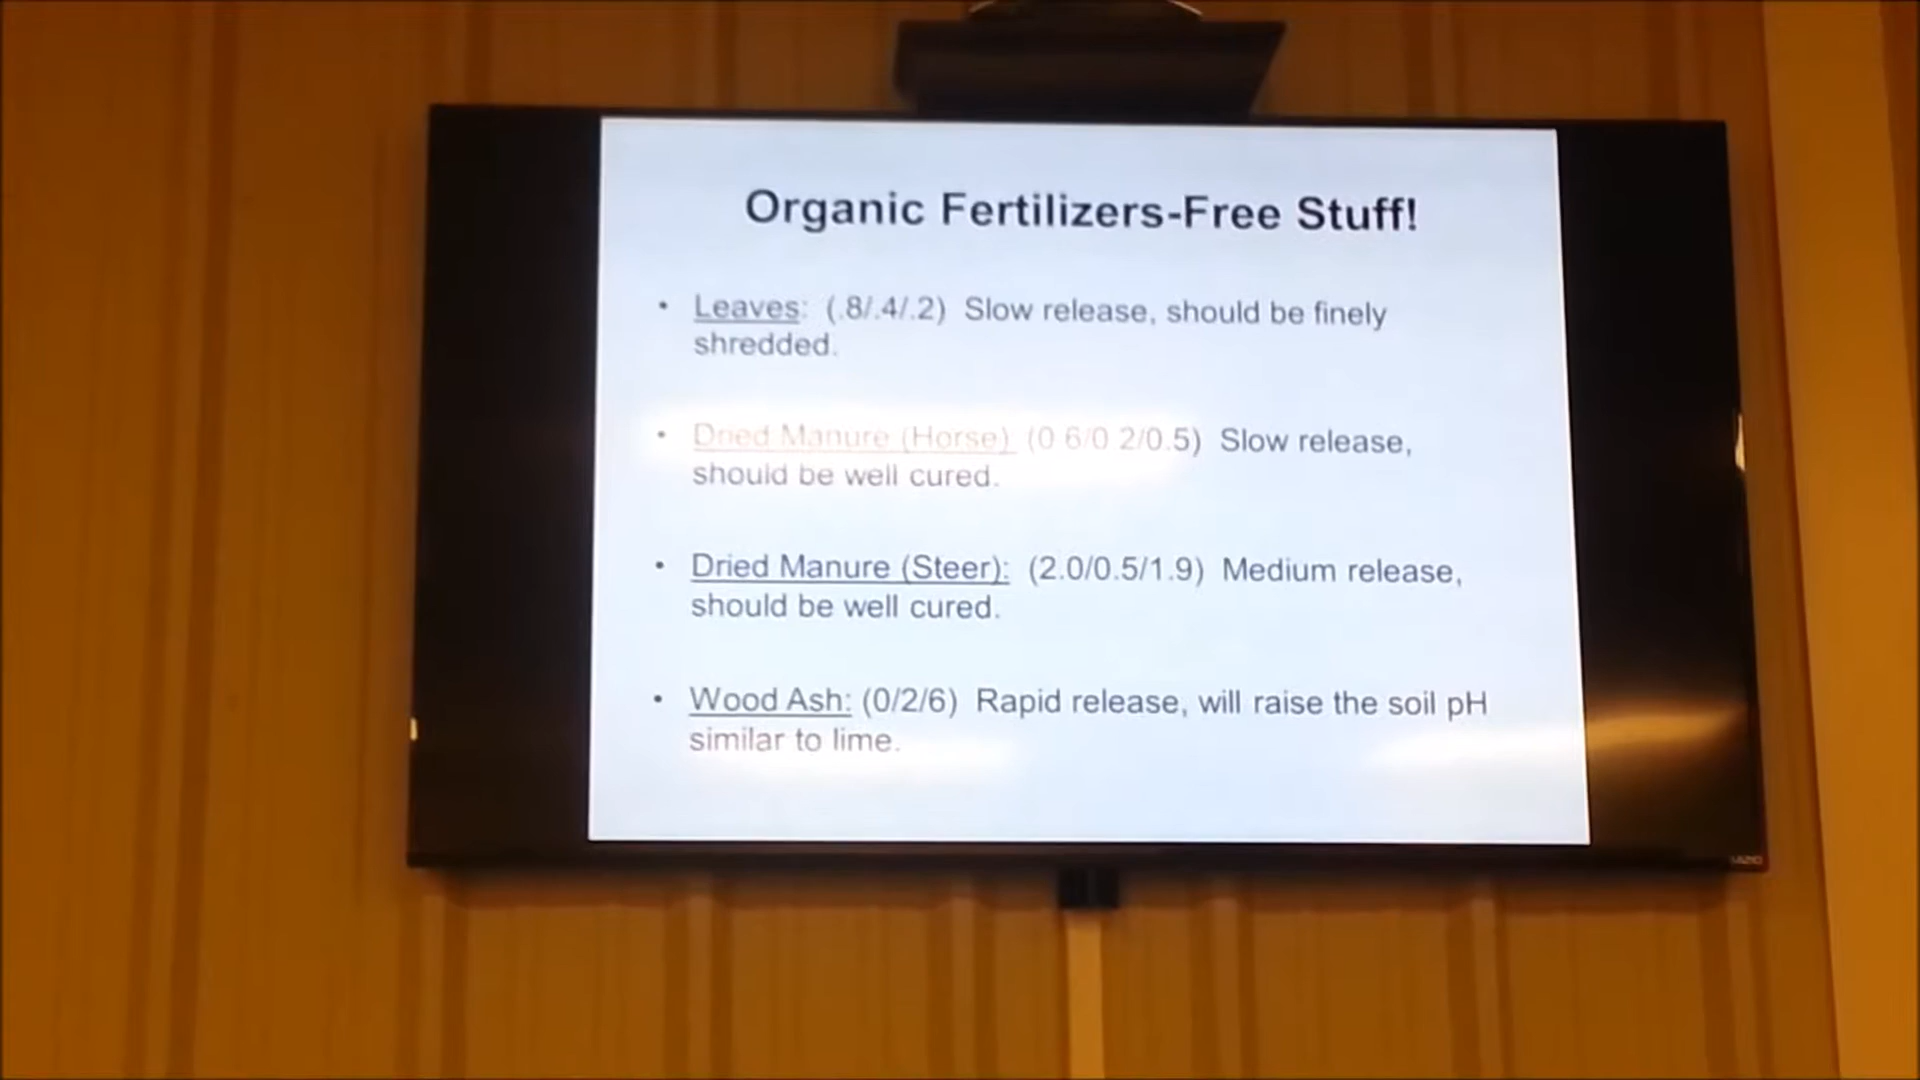 Organic Fertilizers-Free Stuff!
• Leaves: (.8/.4/.2) Slow release, should be finely
shredded.
• Dried Manure (Horse): (0.6/0.2/0.5) Slow release,
should be well cured.
• Dried Manure (Steer): (2.0/0.5/1.9) Medium release,
should be well cured.
• Wood Ash: (0/2/6) Rapid release, will raise the soil pH
similar to lime.
VIZIO